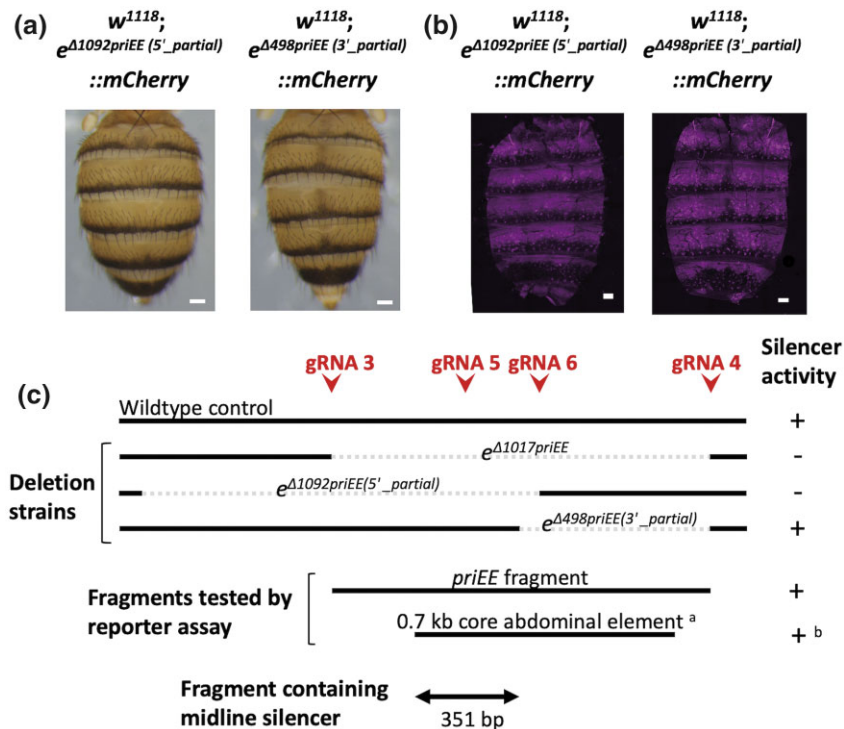 (a)
w1118;
eΔ1092priEE (5'_partial)
::mCherry
w1118;
eΔ498priEE (3'_partial)
::mCherry
(b)
w1118;
eΔ1092priEE (5'_partial)
::mCherry
w1118;
eΔ498priEE (3'_partial)
::mCherry
(c)
gRNA 3
gRNA 5
gRNA 6
gRNA 4
Silencer
activity
Wildtype control
+
Deletion
strains
eΔ1017priEE
-
eΔ1092priEE(5'_partial)
-
eΔ498priEE(3'_partial)
+
Fragments tested by
reporter assay
priEE fragment
+
0.7 kb core abdominal element a
+ b
Fragment containing
midline silencer
351 bp